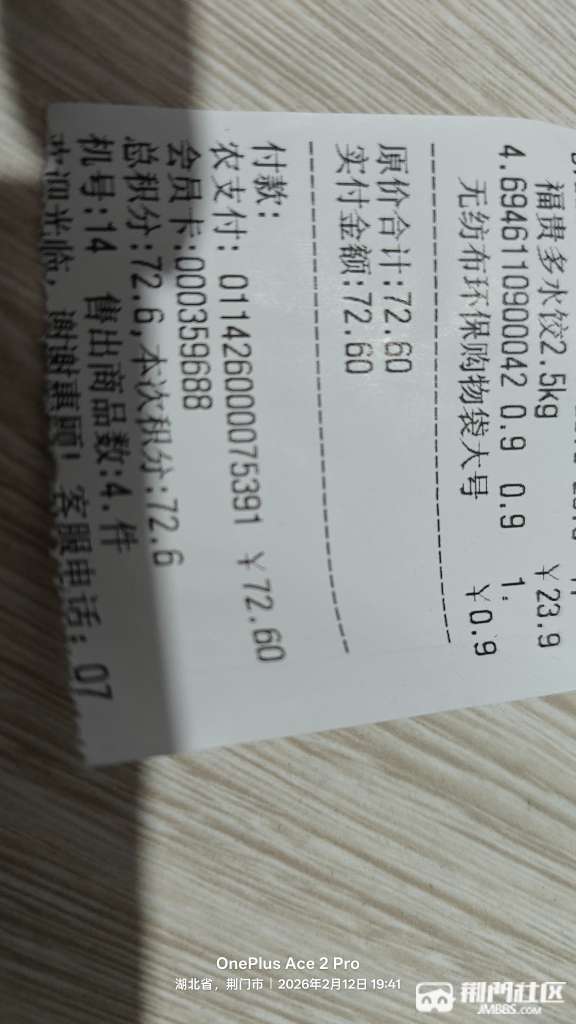 福贵多水饺2.5kg ￥23.9
4.6946110900042 0.9 0.9 1.
无纺布环保购物袋大号 ￥0.9
原价合计:72.60
实付金额:72.60
付款:
农支付: 011426000075391 ￥72.60
会员卡:000359688
总积分:72.6,本次积分:72.6
机号:14 售出商品数:4.件
欢迎光临, 谢谢惠顾! 客服电话: 07
OnePlus Ace 2 Pro
湖北省，荆门市｜2026年2月12日 19:41
荆门社区
JMBBS.COM